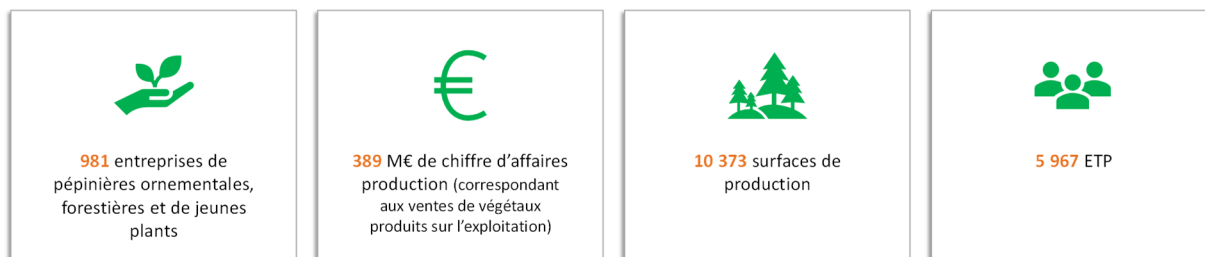 981 entreprises de
pépinières ornementales,
forestières et de jeunes
plants
389 M€ de chiffre d’affaires
production (correspondant
aux ventes de végétaux
produits sur l’exploitation)
10 373 surfaces de
production
5 967 ETP